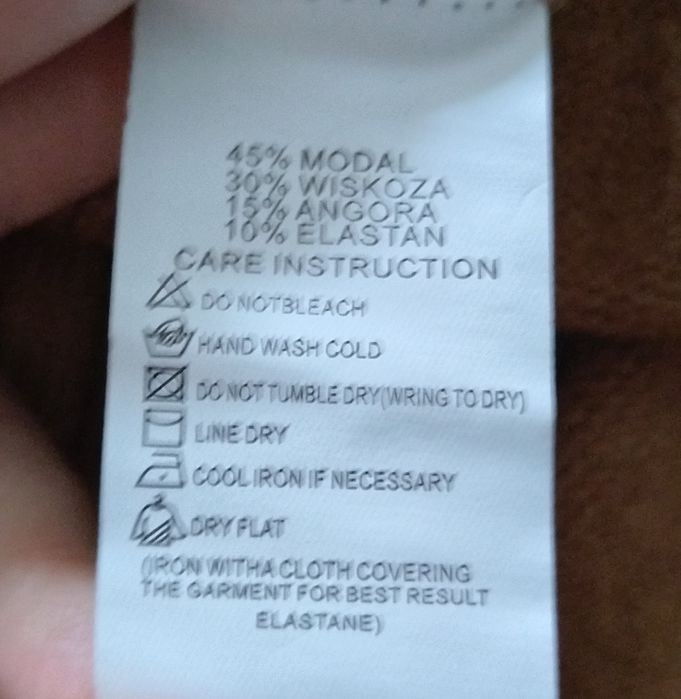 45% MODAL
30% WISKOZA
15% ANGORA
10% ELASTAN
CARE INSTRUCTION
DO NOTBLEACH
HAND WASH COLD
DO NOT TUMBLE DRY(WRING TO DRY)
LINE DRY
COOL IRON IF NECESSARY
DRY FLAT
(IRON WITHA CLOTH COVERING
THE GARMENT FOR BEST RESULT
ELASTANE)